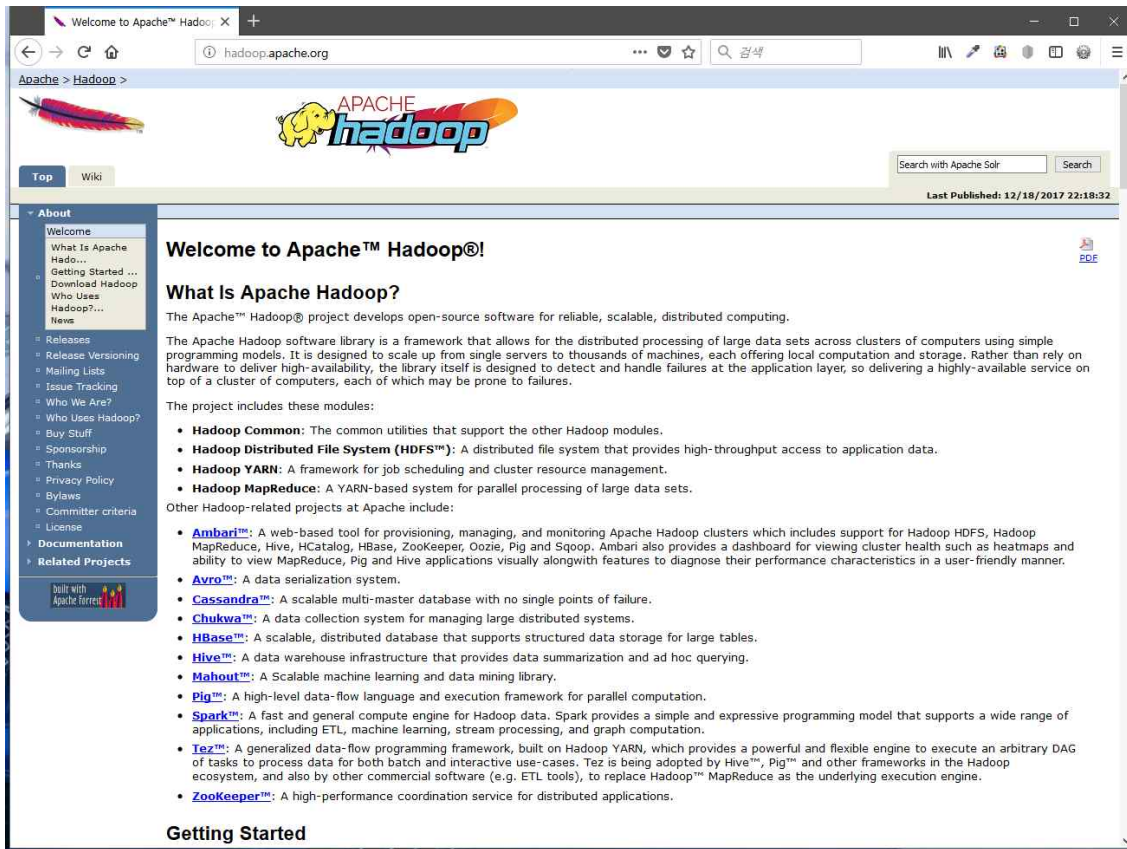 Welcome to Apache™ Hadoop
hadoop.apache.org
검색
Apache > Hadoop >
APACHE
hadoop
Search with Apache Solr
Search
Top
Wiki
Last Published: 12/18/2017 22:18:32
About
Welcome
What Is Apache
Hado...
Getting Started ...
Download Hadoop
Who Uses
Hadoop?...
News
Releases
Release Versioning
Mailing Lists
Issue Tracking
Who We Are?
Who Uses Hadoop?
Buy Stuff
Sponsorship
Thanks
Privacy Policy
Bylaws
Committer criteria
License
Documentation
Related Projects
built with
Apache Forrest
Welcome to Apache™ Hadoop®!
PDF
What Is Apache Hadoop?
The Apache™ Hadoop® project develops open-source software for reliable, scalable, distributed computing.
The Apache Hadoop software library is a framework that allows for the distributed processing of large data sets across clusters of computers using simple
programming models. It is designed to scale up from single servers to thousands of machines, each offering local computation and storage. Rather than rely on
hardware to deliver high-availability, the library itself is designed to detect and handle failures at the application layer, so delivering a highly-available service on
top of a cluster of computers, each of which may be prone to failures.
The project includes these modules:
• Hadoop Common: The common utilities that support the other Hadoop modules.
• Hadoop Distributed File System (HDFS™): A distributed file system that provides high-throughput access to application data.
• Hadoop YARN: A framework for job scheduling and cluster resource management.
• Hadoop MapReduce: A YARN-based system for parallel processing of large data sets.
Other Hadoop-related projects at Apache include:
• Ambari™: A web-based tool for provisioning, managing, and monitoring Apache Hadoop clusters which includes support for Hadoop HDFS, Hadoop
MapReduce, Hive, HCatalog, HBase, ZooKeeper, Oozie, Pig and Sqoop. Ambari also provides a dashboard for viewing cluster health such as heatmaps and
ability to view MapReduce, Pig and Hive applications visually alongwith features to diagnose their performance characteristics in a user-friendly manner.
• Avro™: A data serialization system.
• Cassandra™: A scalable multi-master database with no single points of failure.
• Chukwa™: A data collection system for managing large distributed systems.
• HBase™: A scalable, distributed database that supports structured data storage for large tables.
• Hive™: A data warehouse infrastructure that provides data summarization and ad hoc querying.
• Mahout™: A Scalable machine learning and data mining library.
• Pig™: A high-level data-flow language and execution framework for parallel computation.
• Spark™: A fast and general compute engine for Hadoop data. Spark provides a simple and expressive programming model that supports a wide range of
applications, including ETL, machine learning, stream processing, and graph computation.
• Tez™: A generalized data-flow programming framework, built on Hadoop YARN, which provides a powerful and flexible engine to execute an arbitrary DAG
of tasks to process data for both batch and interactive use-cases. Tez is being adopted by Hive™, Pig™ and other frameworks in the Hadoop
ecosystem, and also by other commercial software (e.g. ETL tools), to replace Hadoop™ MapReduce as the underlying execution engine.
• ZooKeeper™: A high-performance coordination service for distributed applications.
Getting Started